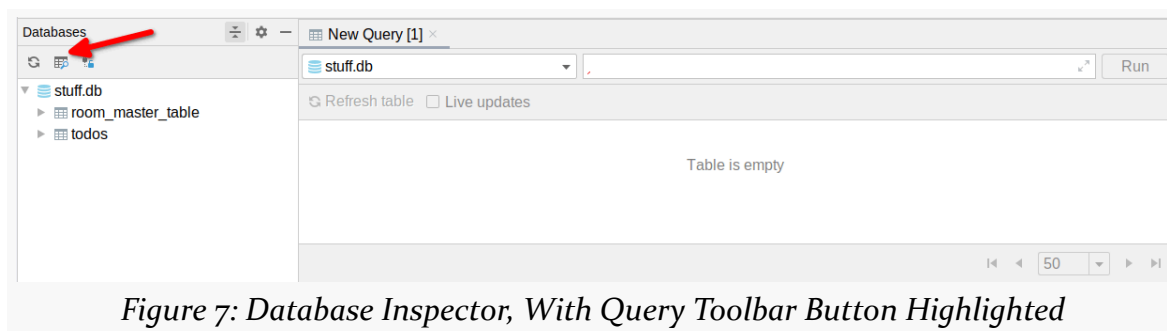 Databases
New Query [1]
stuff.db
Run
stuff.db
room_master_table
todos
Refresh table
Live updates
Table is empty
50
Figure 7: Database Inspector, With Query Toolbar Button Highlighted